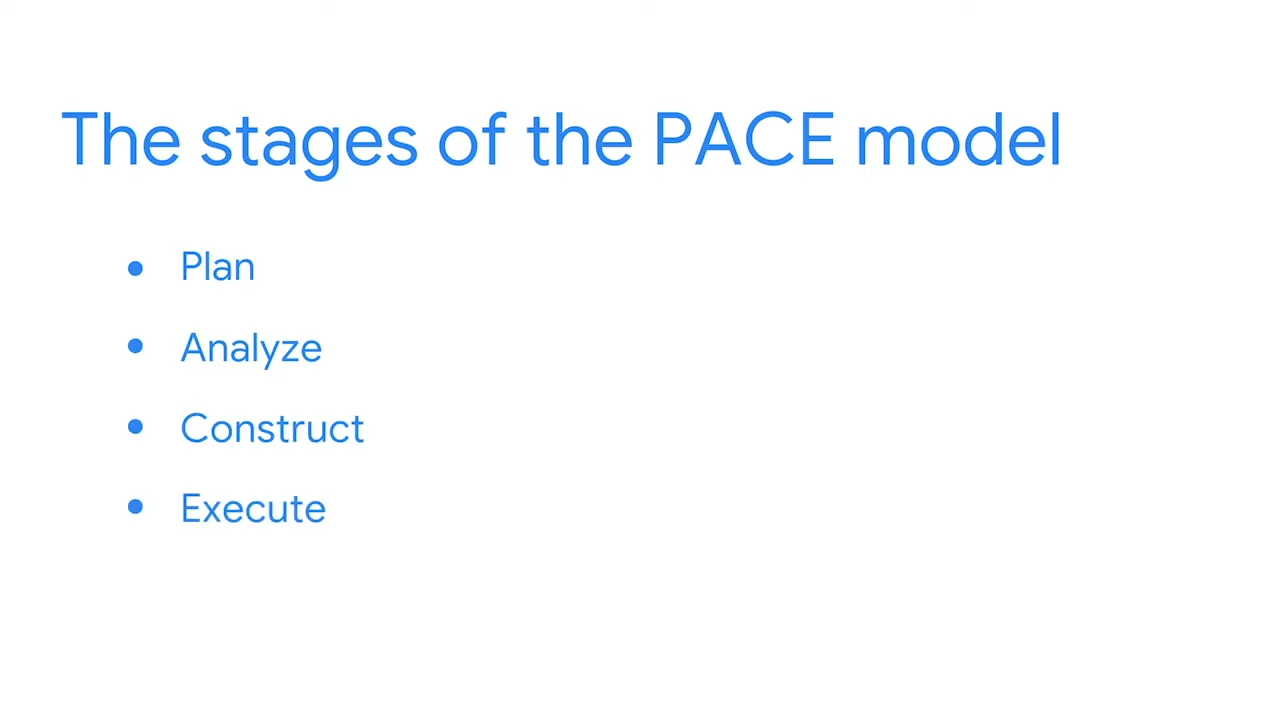 The stages of the PACE model
● Plan
● Analyze
● Construct
● Execute